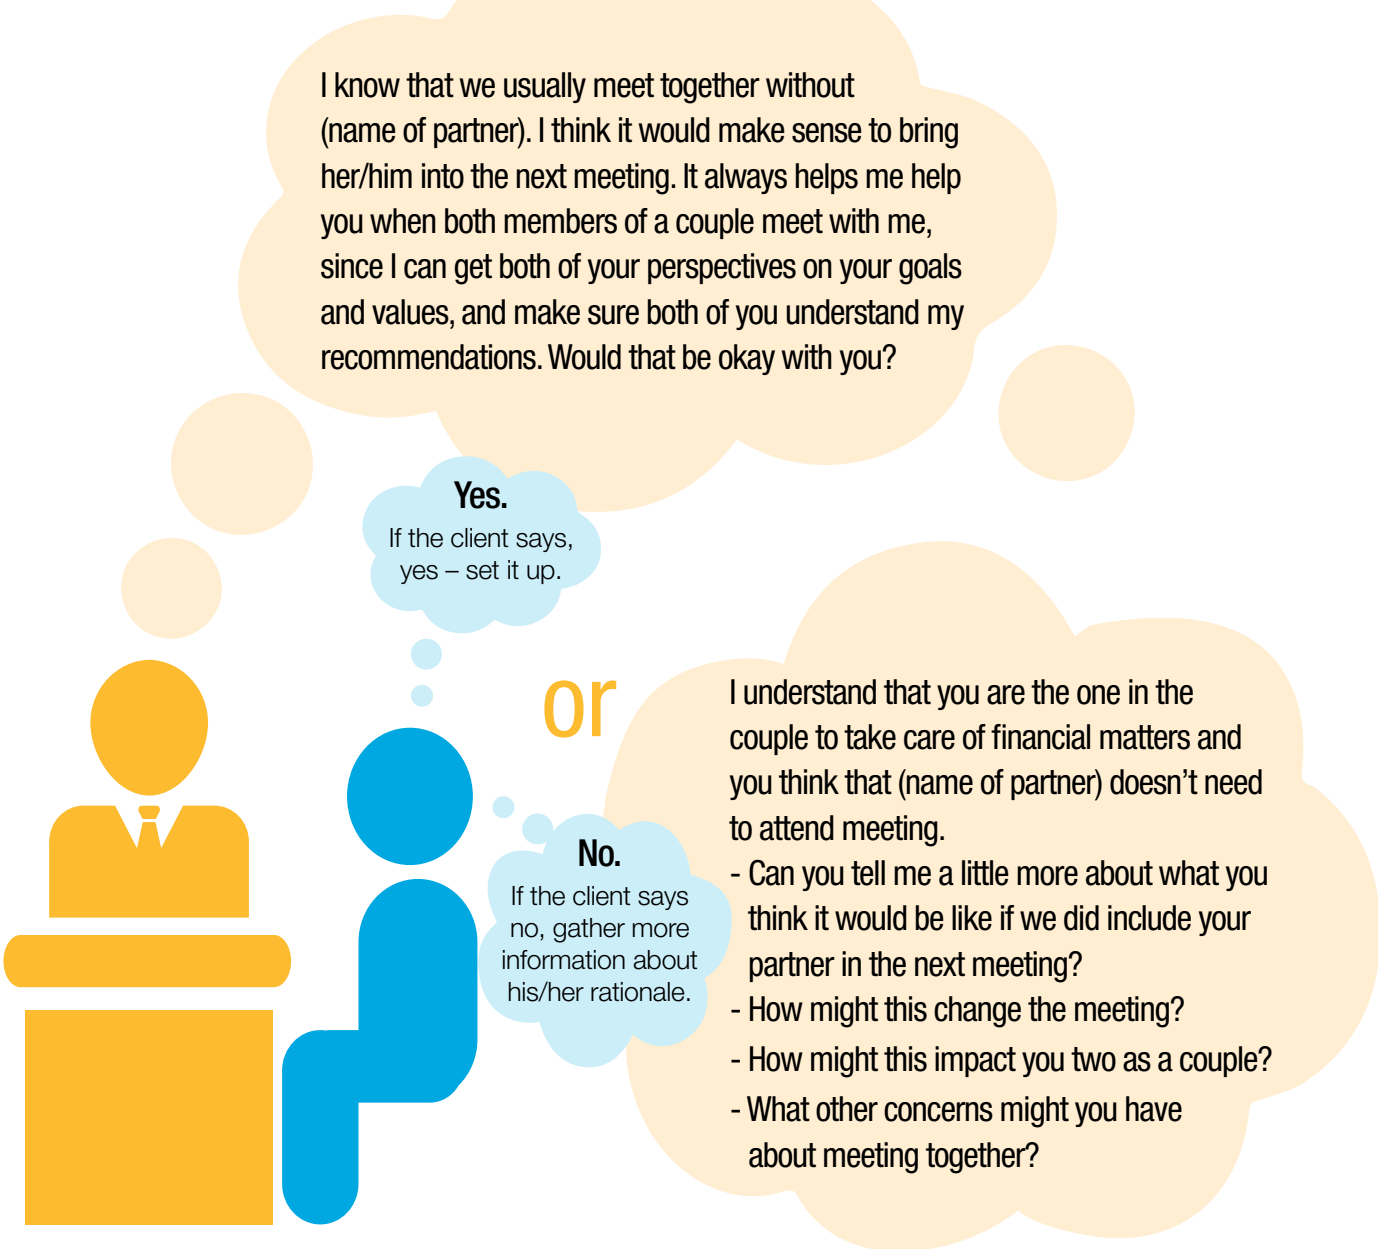 I know that we usually meet together without
(name of partner). I think it would make sense to bring
her/him into the next meeting. It always helps me help
you when both members of a couple meet with me,
since I can get both of your perspectives on your goals
and values, and make sure both of you understand my
recommendations. Would that be okay with you?
Yes.
If the client says,
yes – set it up.
or
No.
If the client says
no, gather more
information about
his/her rationale.
I understand that you are the one in the
couple to take care of financial matters and
you think that (name of partner) doesn’t need
to attend meeting.
- Can you tell me a little more about what you
think it would be like if we did include your
partner in the next meeting?
- How might this change the meeting?
- How might this impact you two as a couple?
- What other concerns might you have
about meeting together?